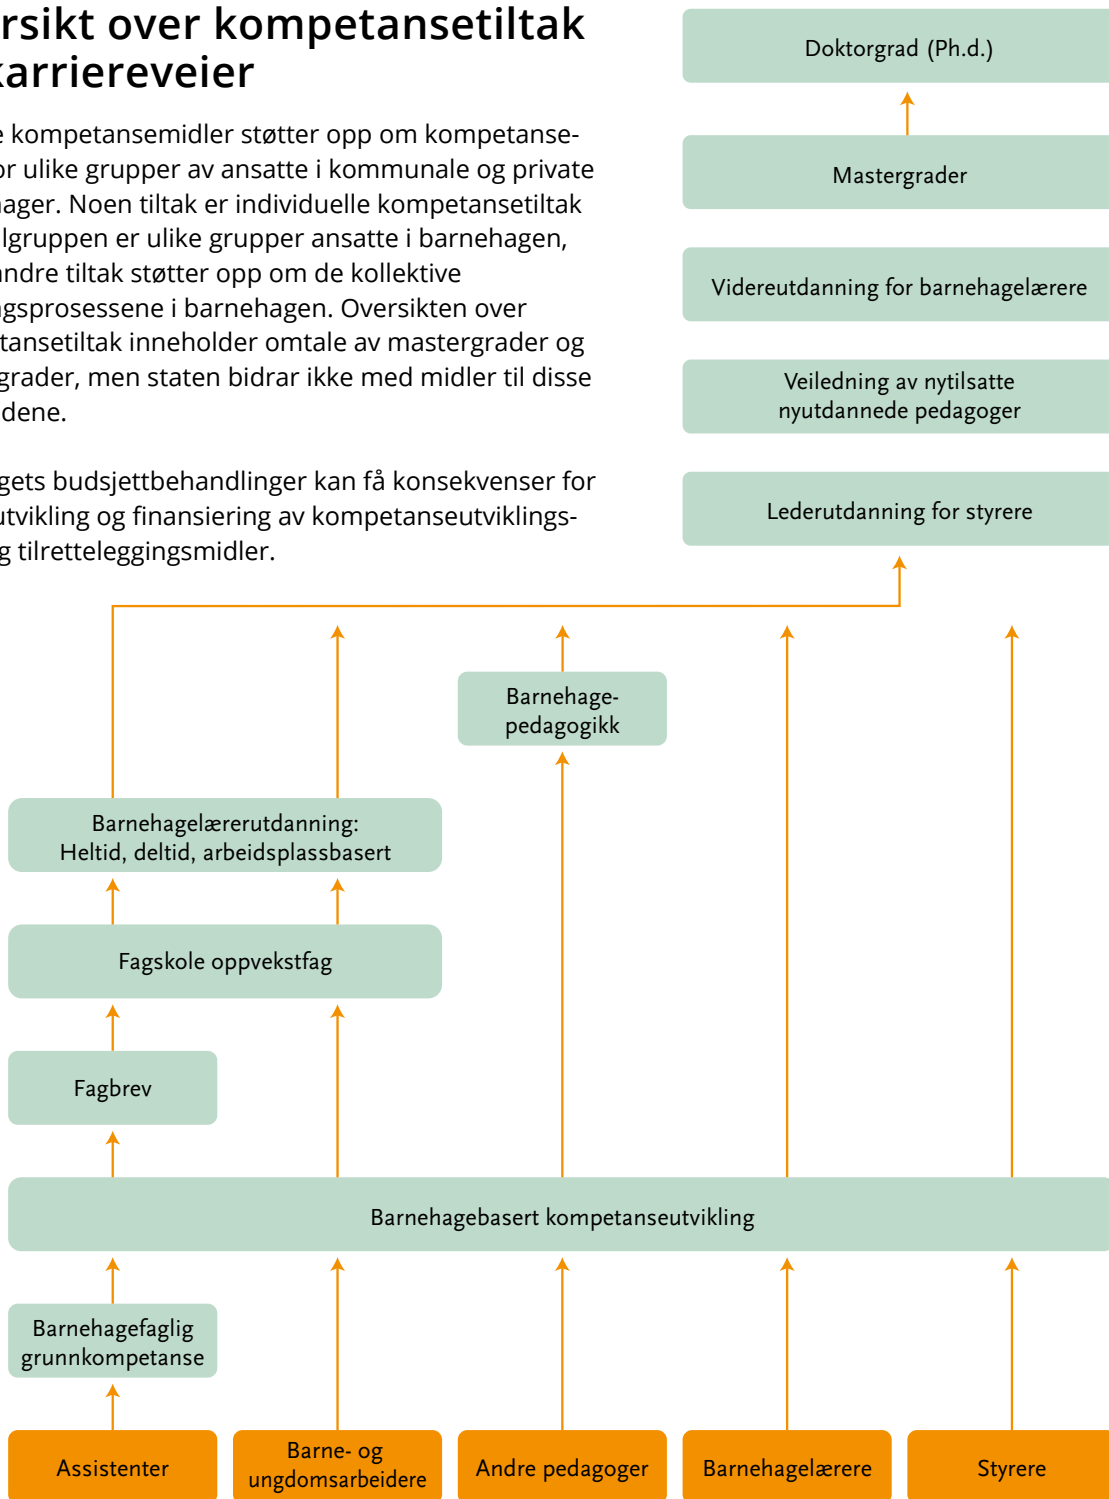 rsikt over kompetansetiltak
karriereveier
e kompetansemidler støtter opp om kompetanse-
or ulike grupper av ansatte i kommunale og private
hager. Noen tiltak er individuelle kompetansetiltak
lgruppen er ulike grupper ansatte i barnehagen,
andre tiltak støtter opp om de kollektive
gsprosessene i barnehagen. Oversikten over
tansetiltak inneholder omtale av mastergrader og
grader, men staten bidrar ikke med midler til disse
dene.
gets budsjettbehandlinger kan få konsekvenser for
utvikling og finansiering av kompetanseutviklings-
g tilretteleggingsmidler.
Doktorgrad (Ph.d.)
Mastergrader
Videreutdanning for barnehagelærere
Veiledning av nytilsatte
nyutdannede pedagoger
Lederutdanning for styrere
Barnehage-
pedagogikk
Barnehagelærerutdanning:
Heltid, deltid, arbeidsplassbasert
Fagskole oppvekstfag
Fagbrev
Barnehagebasert kompetanseutvikling
Barnehagefaglig
grunnkompetanse
Assistenter
Barne- og
ungdomsarbeidere
Andre pedagoger
Barnehagelærere
Styrere